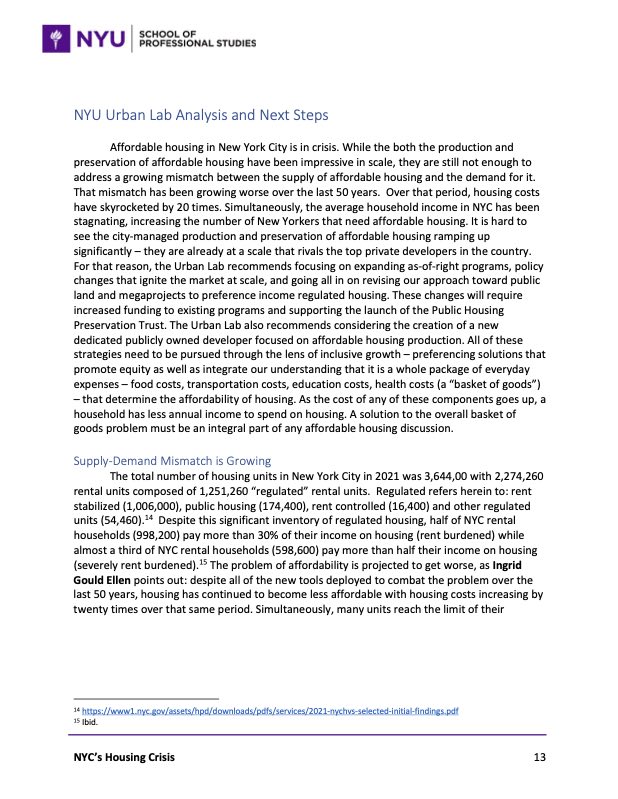 NYU
SCHOOL OF
PROFESSIONAL STUDIES
NYU Urban Lab Analysis and Next Steps
Affordable housing in New York City is in crisis. While the both the production and
preservation of affordable housing have been impressive in scale, they are still not enough to
address a growing mismatch between the supply of affordable housing and the demand for it.
That mismatch has been growing worse over the last 50 years.  Over that period, housing costs
have skyrocketed by 20 times. Simultaneously, the average household income in NYC has been
stagnating, increasing the number of New Yorkers that need affordable housing. It is hard to
see the city-managed production and preservation of affordable housing ramping up
significantly – they are already at a scale that rivals the top private developers in the country.
For that reason, the Urban Lab recommends focusing on expanding as-of-right programs, policy
changes that ignite the market at scale, and going all in on revising our approach toward public
land and megaprojects to preference income regulated housing. These changes will require
increased funding to existing programs and supporting the launch of the Public Housing
Preservation Trust. The Urban Lab also recommends considering the creation of a new
dedicated publicly owned developer focused on affordable housing production. All of these
strategies need to be pursued through the lens of inclusive growth – preferencing solutions that
promote equity as well as integrate our understanding that it is a whole package of everyday
expenses – food costs, transportation costs, education costs, health costs (a “basket of goods”)
– that determine the affordability of housing. As the cost of any of these components goes up, a
household has less annual income to spend on housing. A solution to the overall basket of
goods problem must be an integral part of any affordable housing discussion.
Supply-Demand Mismatch is Growing
The total number of housing units in New York City in 2021 was 3,644,00 with 2,274,260
rental units composed of 1,251,260 “regulated” rental units.  Regulated refers herein to: rent
stabilized (1,006,000), public housing (174,400), rent controlled (16,400) and other regulated
units (54,460).14  Despite this significant inventory of regulated housing, half of NYC rental
households (998,200) pay more than 30% of their income on housing (rent burdened) while
almost a third of NYC rental households (598,600) pay more than half their income on housing
(severely rent burdened).15 The problem of affordability is projected to get worse, as Ingrid
Gould Ellen points out: despite all of the new tools deployed to combat the problem over the
last 50 years, housing has continued to become less affordable with housing costs increasing by
twenty times over that same period. Simultaneously, many units reach the limit of their
14 https://www1.nyc.gov/assets/hpd/downloads/pdfs/services/2021-nychvs-selected-initial-findings.pdf
15 Ibid.
NYC’s Housing Crisis 13